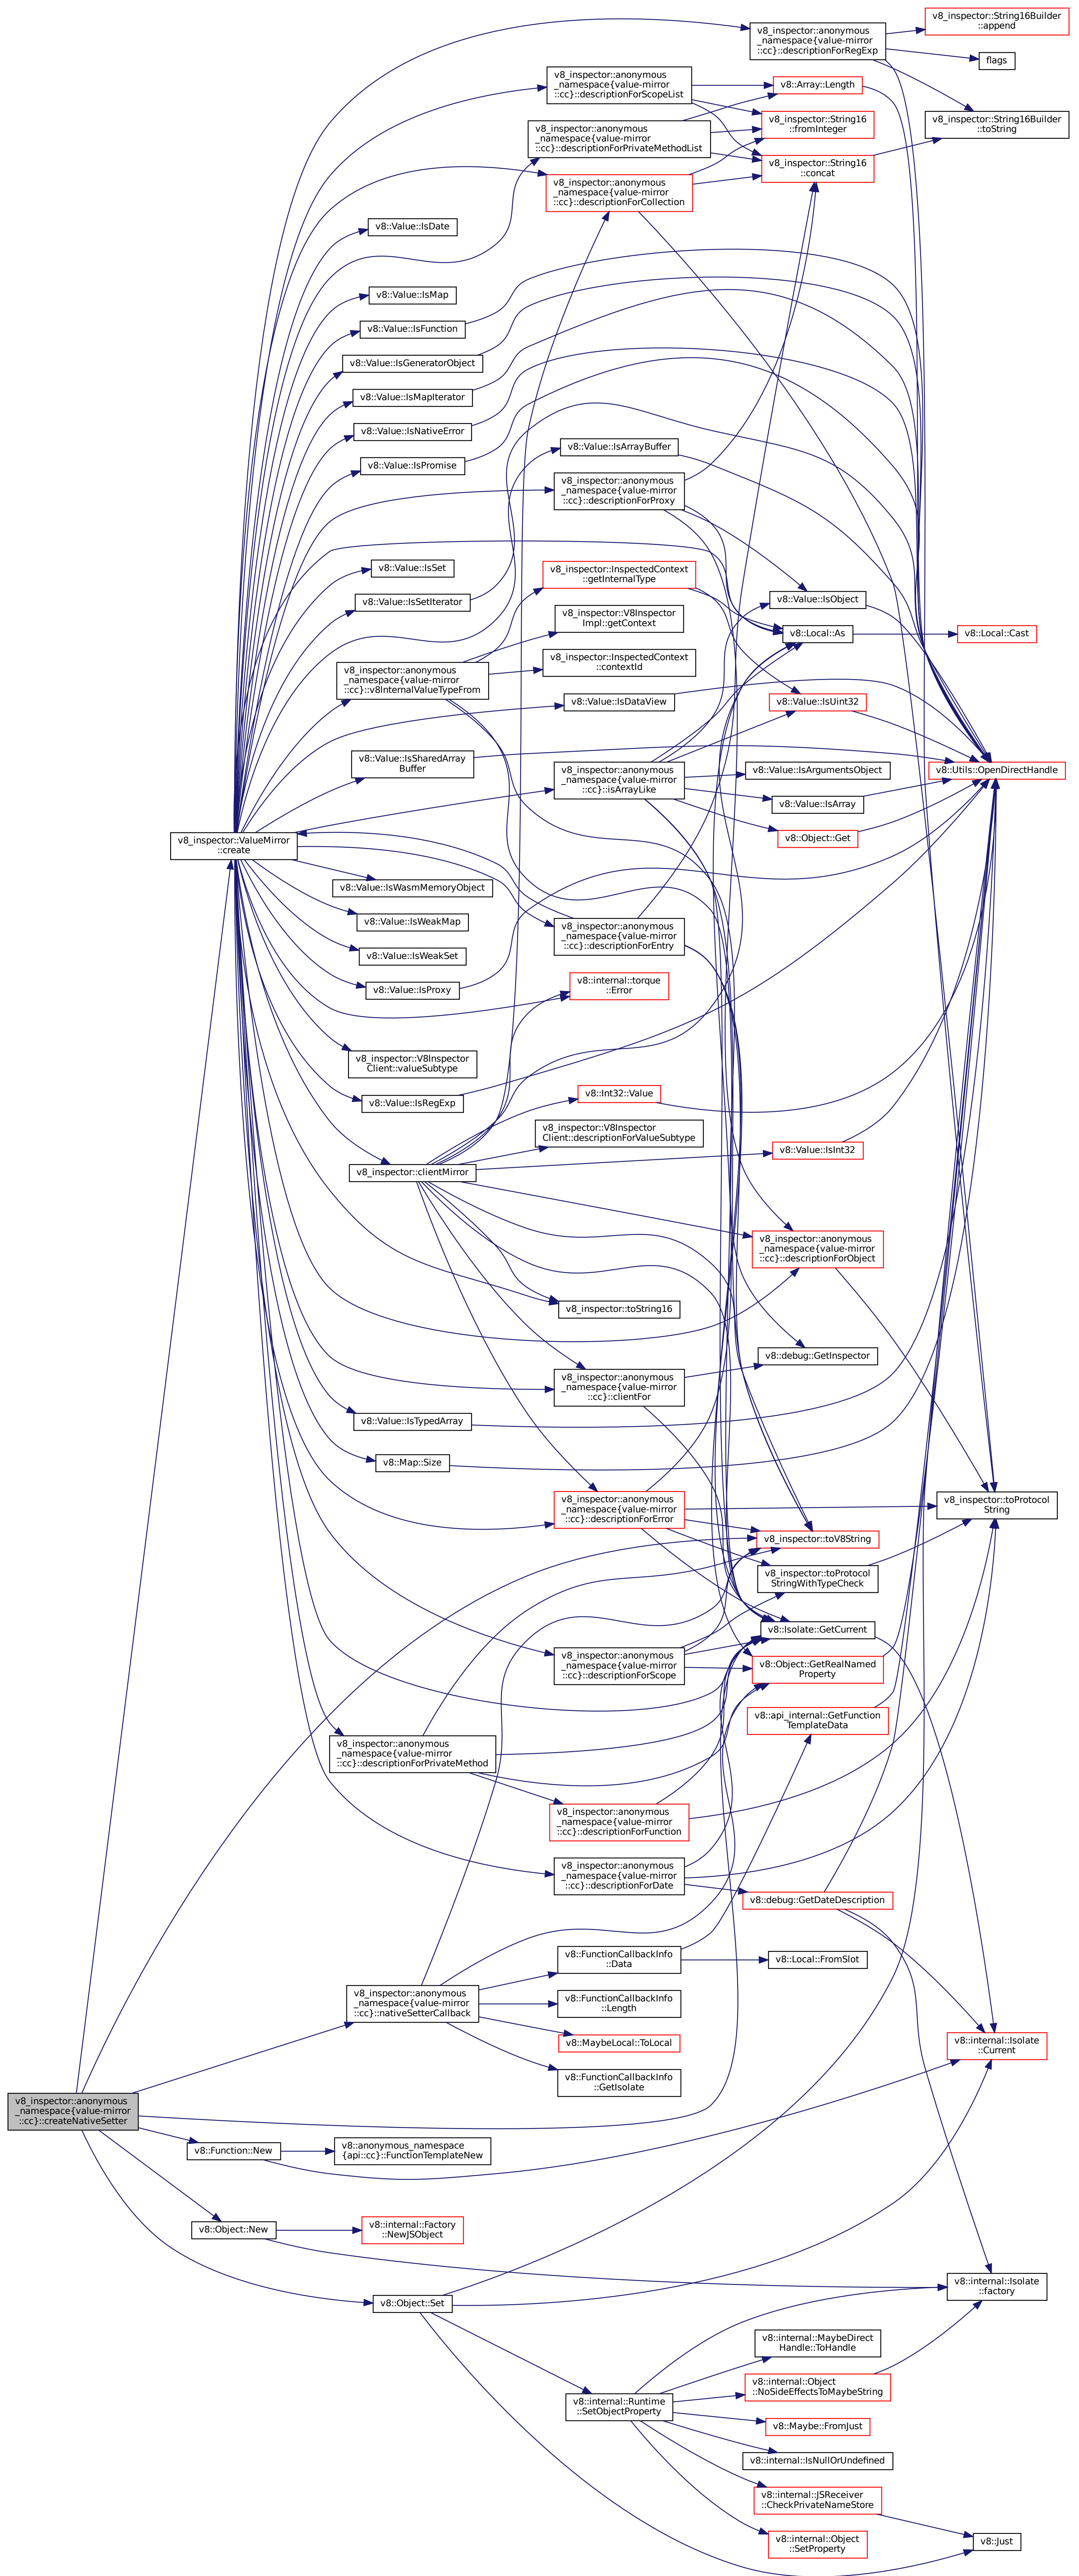 v8_inspector::String16Builder
::append
v8_inspector::anonymous
_namespace{value-mirror
::cc}::descriptionForRegExp
flags
v8_inspector::anonymous
_namespace{value-mirror
::cc}::descriptionForScopeList
v8::Array::Length
v8_inspector::String16
::fromInteger
v8_inspector::String16Builder
::toString
v8_inspector::anonymous
_namespace{value-mirror
::cc}::descriptionForPrivateMethodList
v8_inspector::String16
::concat
v8_inspector::anonymous
_namespace{value-mirror
::cc}::descriptionForCollection
v8::Value::IsDate
v8::Value::IsMap
v8::Value::IsFunction
v8::Value::IsGeneratorObject
v8::Value::IsMapIterator
v8::Value::IsNativeError
v8::Value::IsArrayBuffer
v8::Value::IsPromise
v8_inspector::anonymous
_namespace{value-mirror
::cc}::descriptionForProxy
v8::Value::IsSet
v8_inspector::InspectedContext
::getInternalType
v8::Value::IsSetIterator
v8::Value::IsObject
v8_inspector::V8Inspector
Impl::getContext
v8::Local::As
v8::Local::Cast
v8_inspector::anonymous
_namespace{value-mirror
::cc}::v8InternalValueTypeFrom
v8_inspector::InspectedContext
::contextId
v8::Value::IsDataView
v8::Value::IsUint32
v8::Value::IsSharedArray
Buffer
v8_inspector::anonymous
_namespace{value-mirror
::cc}::isArrayLike
v8::Value::IsArgumentsObject
v8::Utils::OpenDirectHandle
v8::Value::IsArray
v8_inspector::ValueMirror
::create
v8::Object::Get
v8::Value::IsWasmMemoryObject
v8::Value::IsWeakMap
v8_inspector::anonymous
_namespace{value-mirror
::cc}::descriptionForEntry
v8::Value::IsWeakSet
v8::Value::IsProxy
v8::internal::torque
::Error
v8_inspector::V8Inspector
Client::valueSubtype
v8::Value::IsRegExp
v8::Int32::Value
v8_inspector::V8Inspector
Client::descriptionForValueSubtype
v8::Value::IsInt32
v8_inspector::clientMirror
v8_inspector::anonymous
_namespace{value-mirror
::cc}::descriptionForObject
v8_inspector::toString16
v8::debug::GetInspector
v8_inspector::anonymous
_namespace{value-mirror
::cc}::clientFor
v8::Value::IsTypedArray
v8::Map::Size
v8_inspector::anonymous
_namespace{value-mirror
::cc}::descriptionForError
v8_inspector::toProtocol
String
v8_inspector::toV8String
v8_inspector::toProtocol
StringWithTypeCheck
v8::Isolate::GetCurrent
v8_inspector::anonymous
_namespace{value-mirror
::cc}::descriptionForScope
v8::Object::GetRealNamed
Property
v8::api_internal::GetFunction
TemplateData
v8_inspector::anonymous
_namespace{value-mirror
::cc}::descriptionForPrivateMethod
v8_inspector::anonymous
_namespace{value-mirror
::cc}::descriptionForFunction
v8_inspector::anonymous
_namespace{value-mirror
::cc}::descriptionForDate
v8::debug::GetDateDescription
v8::FunctionCallbackInfo
::Data
v8::Local::FromSlot
v8_inspector::anonymous
_namespace{value-mirror
::cc}::nativeSetterCallback
v8::FunctionCallbackInfo
::Length
v8::MaybeLocal::ToLocal
v8::internal::Isolate
::Current
v8::FunctionCallbackInfo
::GetIsolate
v8_inspector::anonymous
_namespace{value-mirror
::cc}::createNativeSetter
v8::Function::New
v8::anonymous_namespace
{api::cc}::FunctionTemplateNew
v8::Object::New
v8::internal::Factory
::NewJSObject
v8::internal::Isolate
::factory
v8::Object::Set
v8::internal::MaybeDirect
Handle::ToHandle
v8::internal::Object
::NoSideEffectsToMaybeString
v8::internal::Runtime
::SetObjectProperty
v8::Maybe::FromJust
v8::internal::IsNullOrUndefined
v8::internal::JSReceiver
::CheckPrivateNameStore
v8::Just
v8::internal::Object
::SetProperty